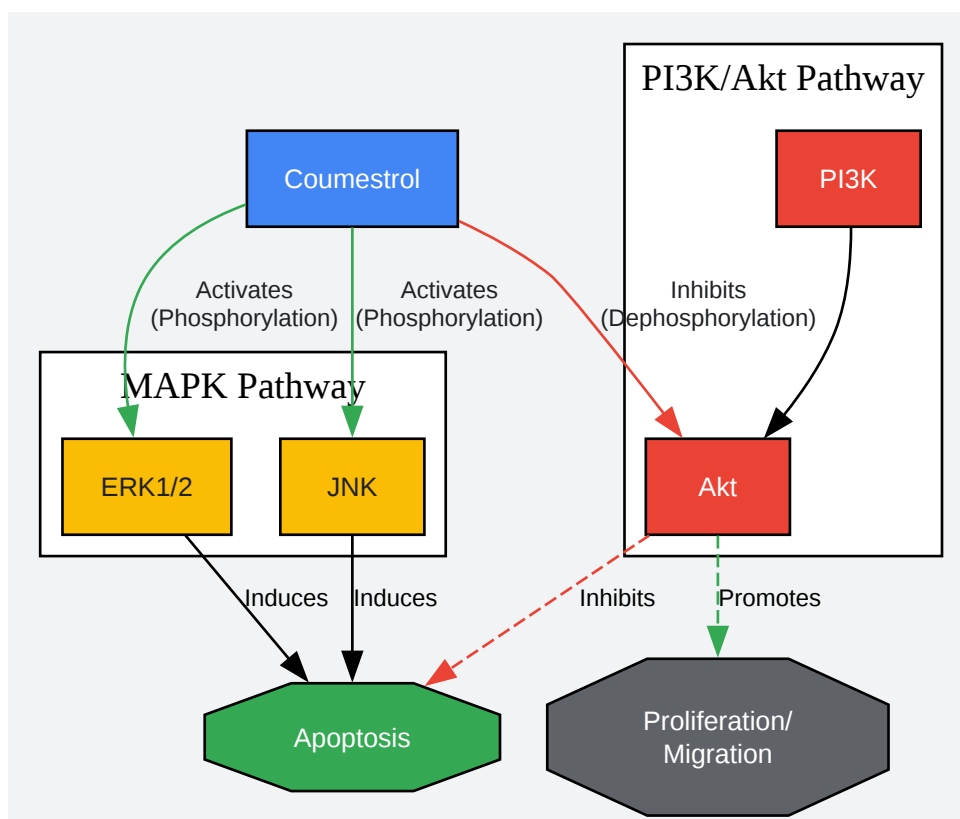 PI3K/Akt Pathway
Coumestrol
PI3K
Activates
(Phosphorylation)
Activates
(Phosphorylation)
Inhibits
(Dephosphorylation)
MAPK Pathway
ERK1/2
JNK
Akt
Induces
Induces
Inhibits
Promotes
Apoptosis
Proliferation/
Migration